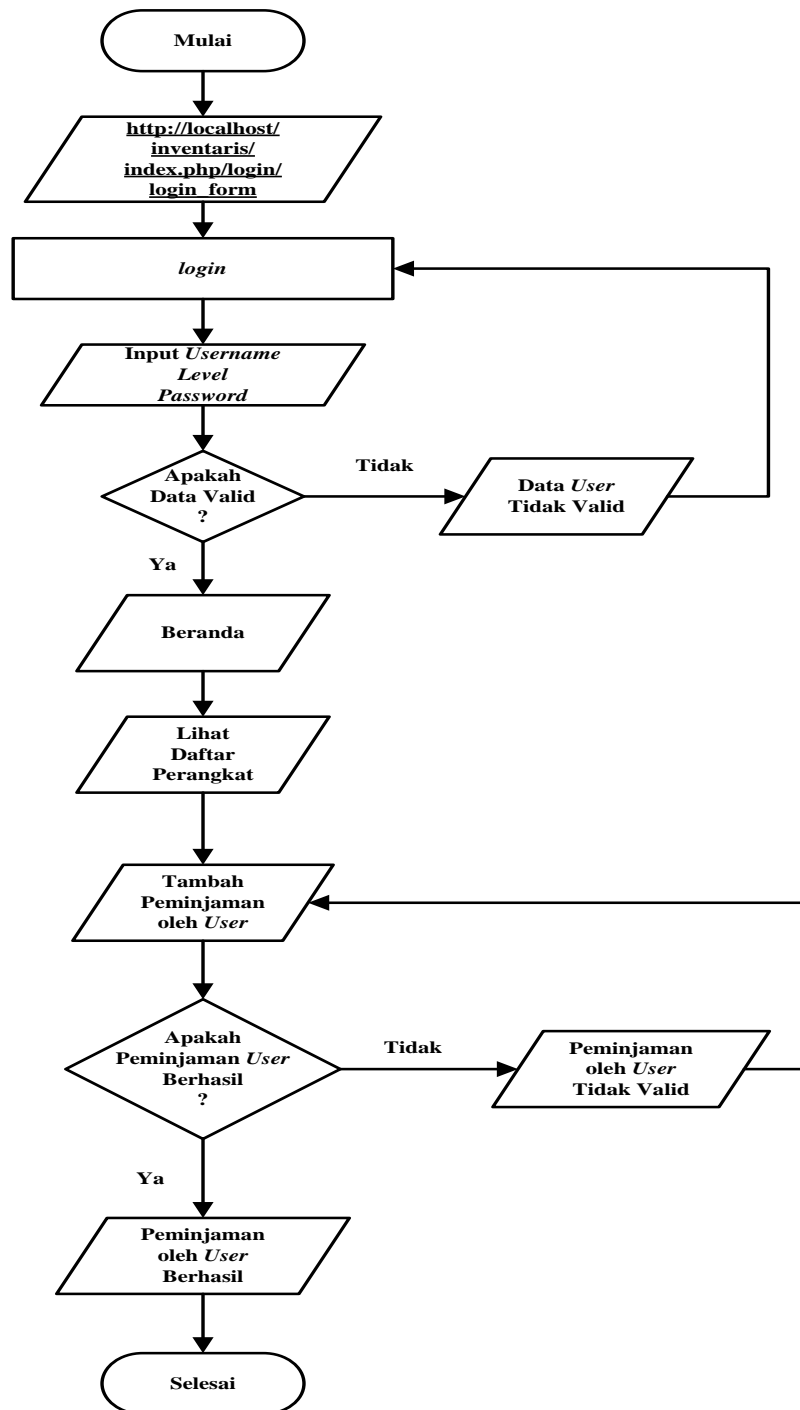 Mulai
http://localhost/
inventaris/
index.php/login/
login_form
login
Input Username
Level
Password
Apakah
Data Valid
?
Tidak
Data User
Tidak Valid
Ya
Beranda
Lihat
Daftar
Perangkat
Tambah
Peminjaman
oleh User
Apakah
Peminjaman User
Berhasil
?
Tidak
Peminjaman
oleh User
Tidak Valid
Ya
Peminjaman
oleh User
Berhasil
Selesai